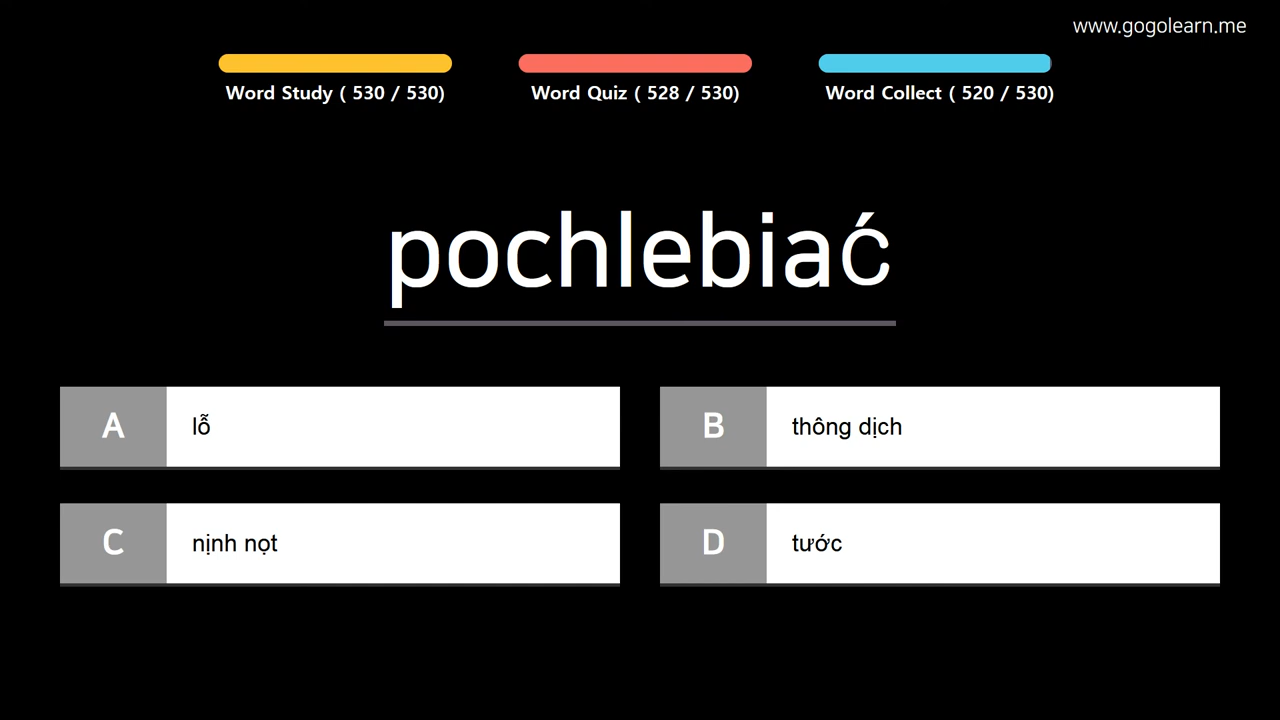 www.gogolearn.me
Word Study ( 530 / 530)
Word Quiz ( 528 / 530)
Word Collect ( 520 / 530)
pochlebiać
A lỗ
B thông dịch
C nịnh nọt
D tước